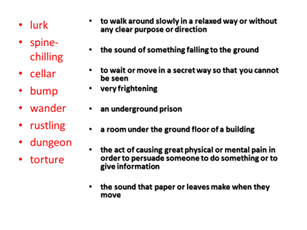 • lurk
• spine-
chilling
• cellar
• bump
• wander
• rustling
• dungeon
• torture
• to walk around slowly in a relaxed way or without
any clear purpose or direction
• the sound of something falling to the ground
• to wait or move in a secret way so that you cannot
be seen
• very frightening
• an underground prison
• a room under the ground floor of a building
• the act of causing great physical or mental pain in
order to persuade someone to do something or to
give information
• the sound that paper or leaves make when they
move